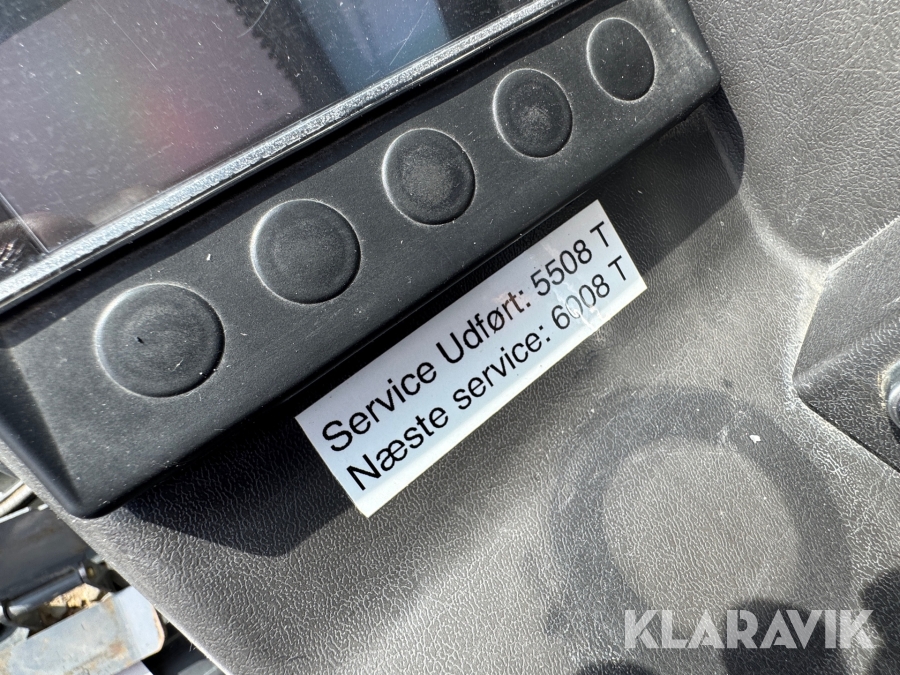 Service Udført: 5508 T
Næste service: 6008 T
KLARAVIK